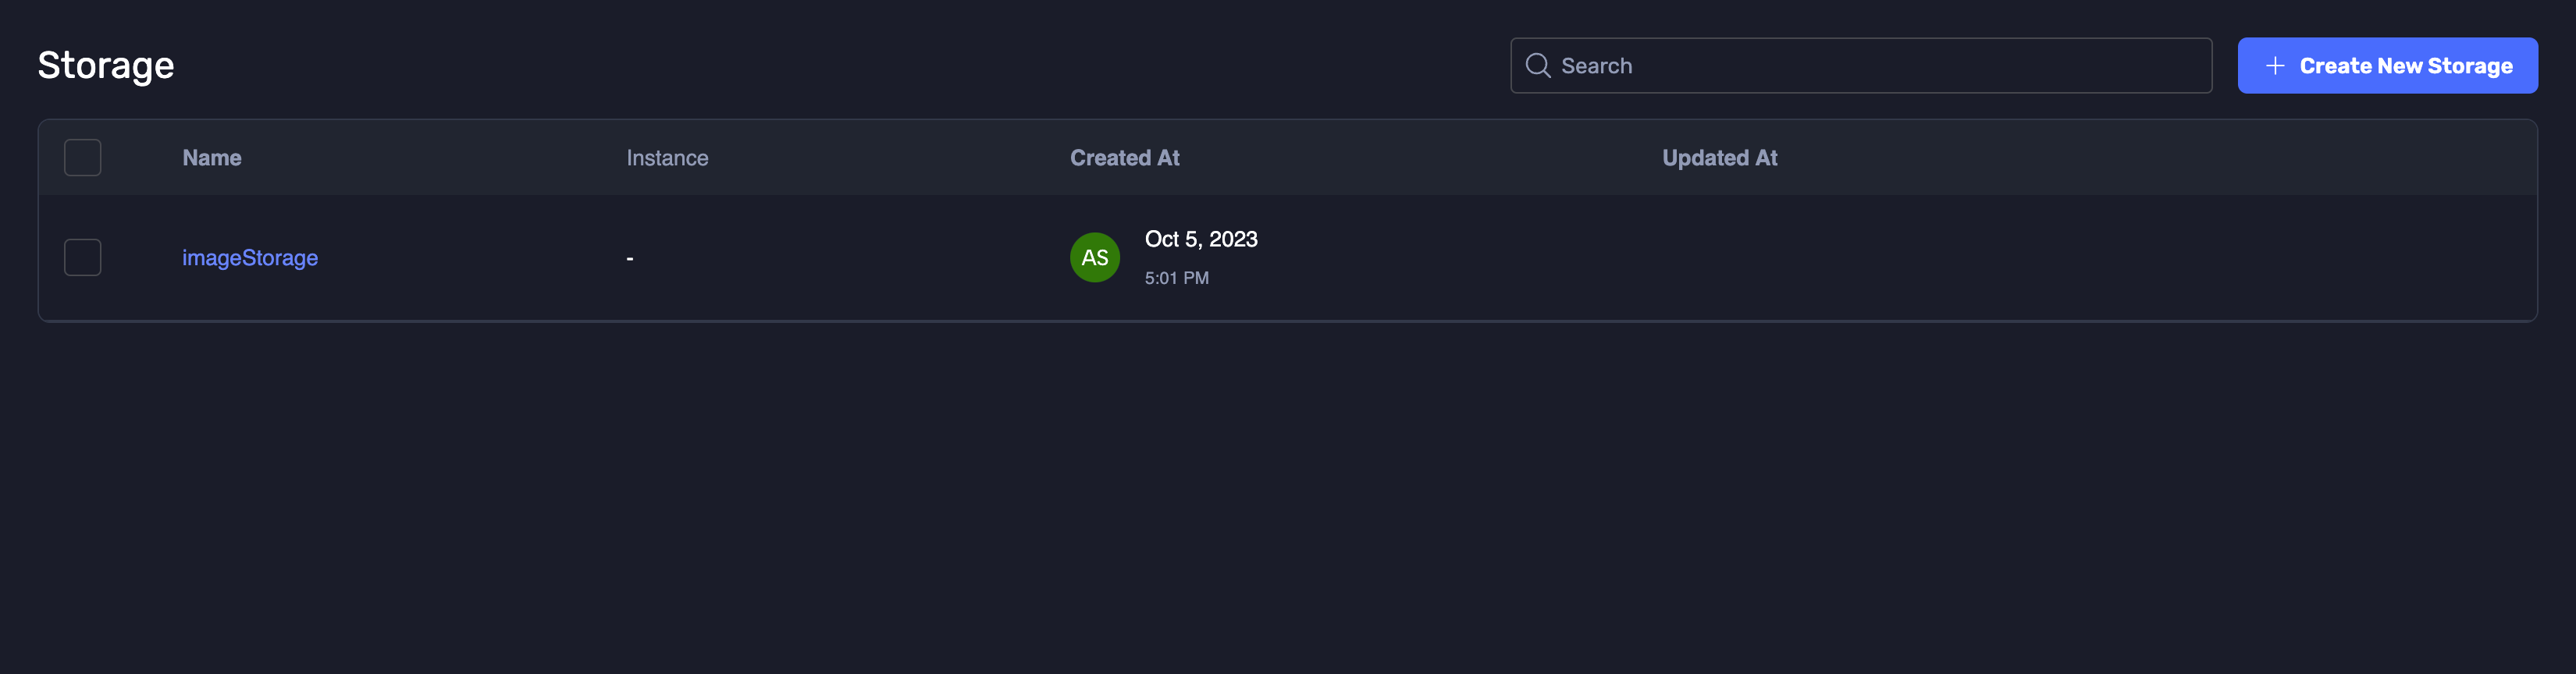 Storage
Search
Create New Storage
Name Instance Created At Updated At
imageStorage - AS Oct 5, 2023
5:01 PM